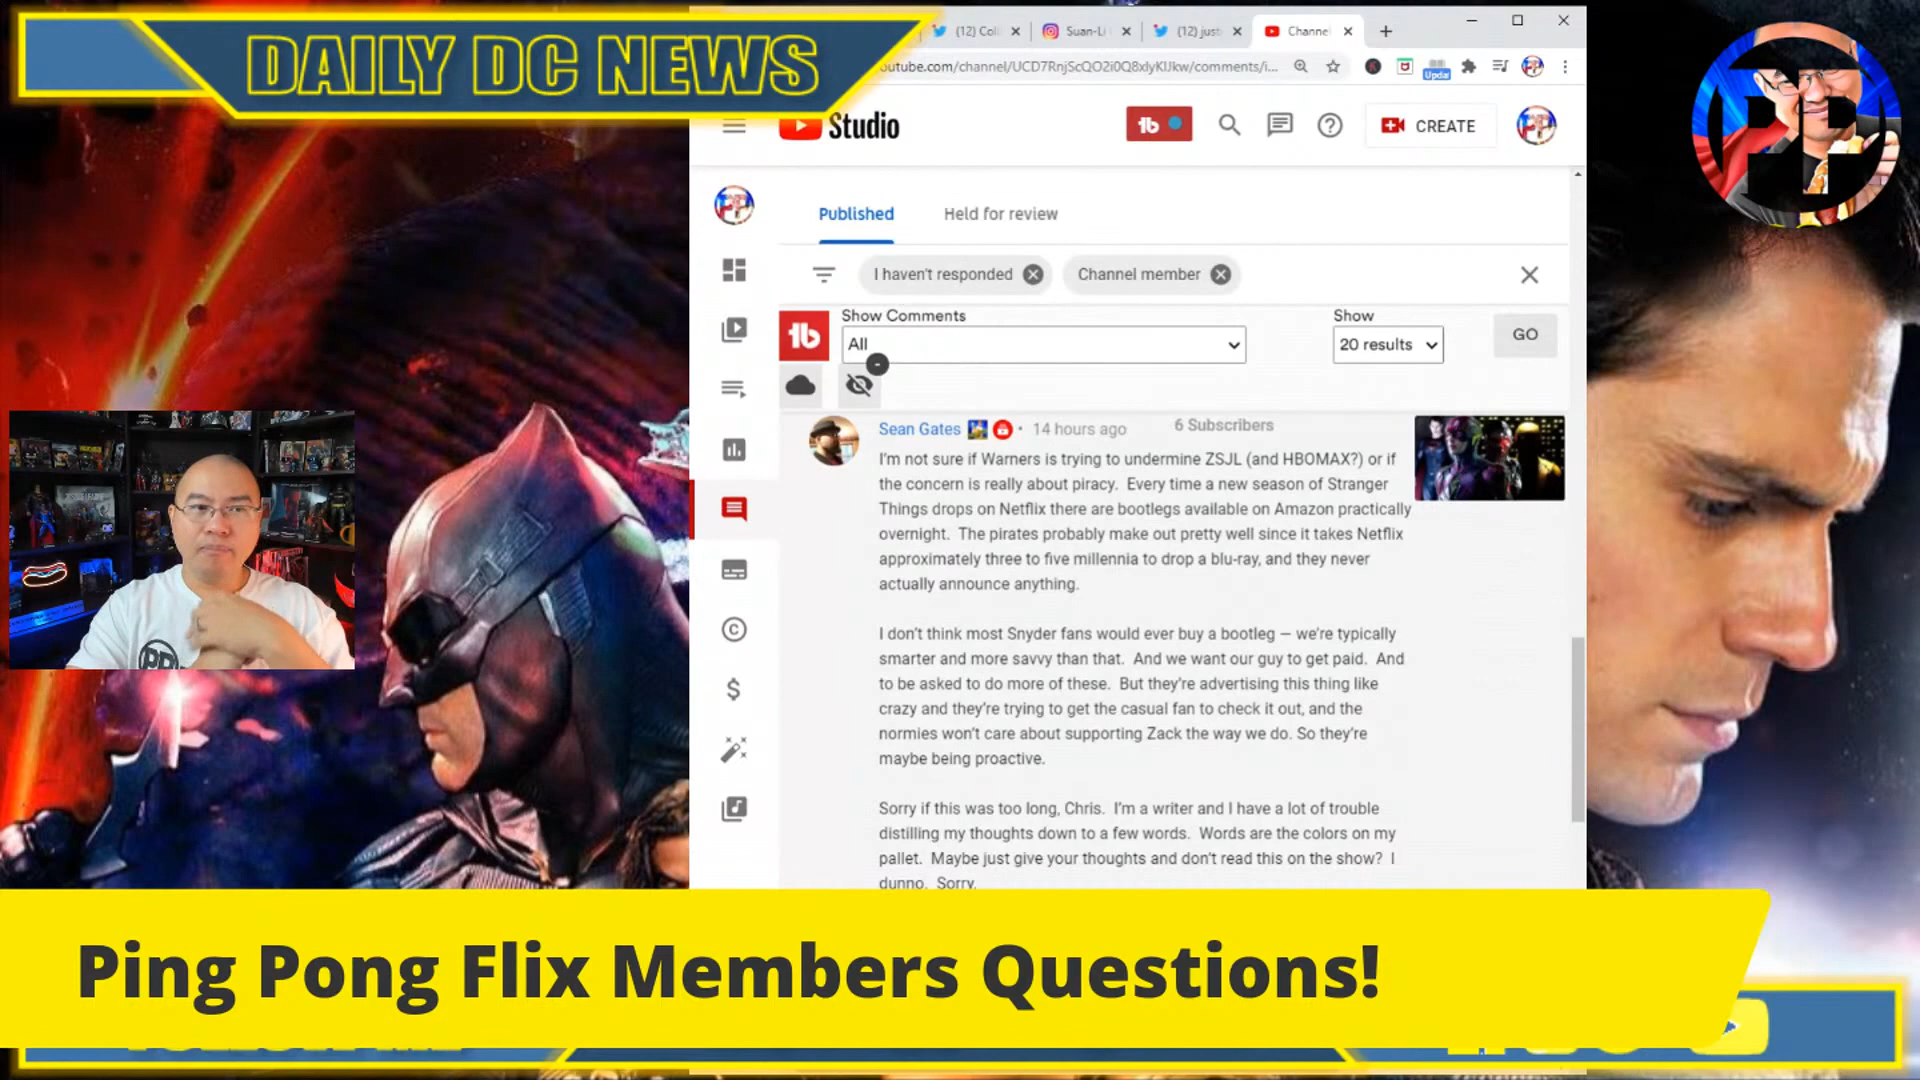 DAILY DC NEWS
(12) Coll
Suan-Li
(12) just
Channel
outube.com/channel/UCD7RnjScQO2i0Q8xlyKlJkw/comments/i...
Upda
Studio
CREATE
Published
Held for review
I haven't responded
Channel member
Show Comments
All
Show
20 results
GO
Sean Gates
14 hours ago
6 Subscribers
I'm not sure if Warners is trying to undermine ZSJL (and HBOMAX?) or if
the concern is really about piracy. Every time a new season of Stranger
Things drops on Netflix there are bootlegs available on Amazon practically
overnight. The pirates probably make out pretty well since it takes Netflix
approximately three to five millennia to drop a blu-ray, and they never
actually announce anything.
I don't think most Snyder fans would ever buy a bootleg — we're typically
smarter and more savvy than that. And we want our guy to get paid. And
to be asked to do more of these. But they're advertising this thing like
crazy and they're trying to get the casual fan to check it out, and the
normies won't care about supporting Zack the way we do. So they're
maybe being proactive.
Sorry if this was too long, Chris. I'm a writer and I have a lot of trouble
distilling my thoughts down to a few words. Words are the colors on my
pallet. Maybe just give your thoughts and don't read this on the show? I
dunno. Sorry.
Ping Pong Flix Members Questions!